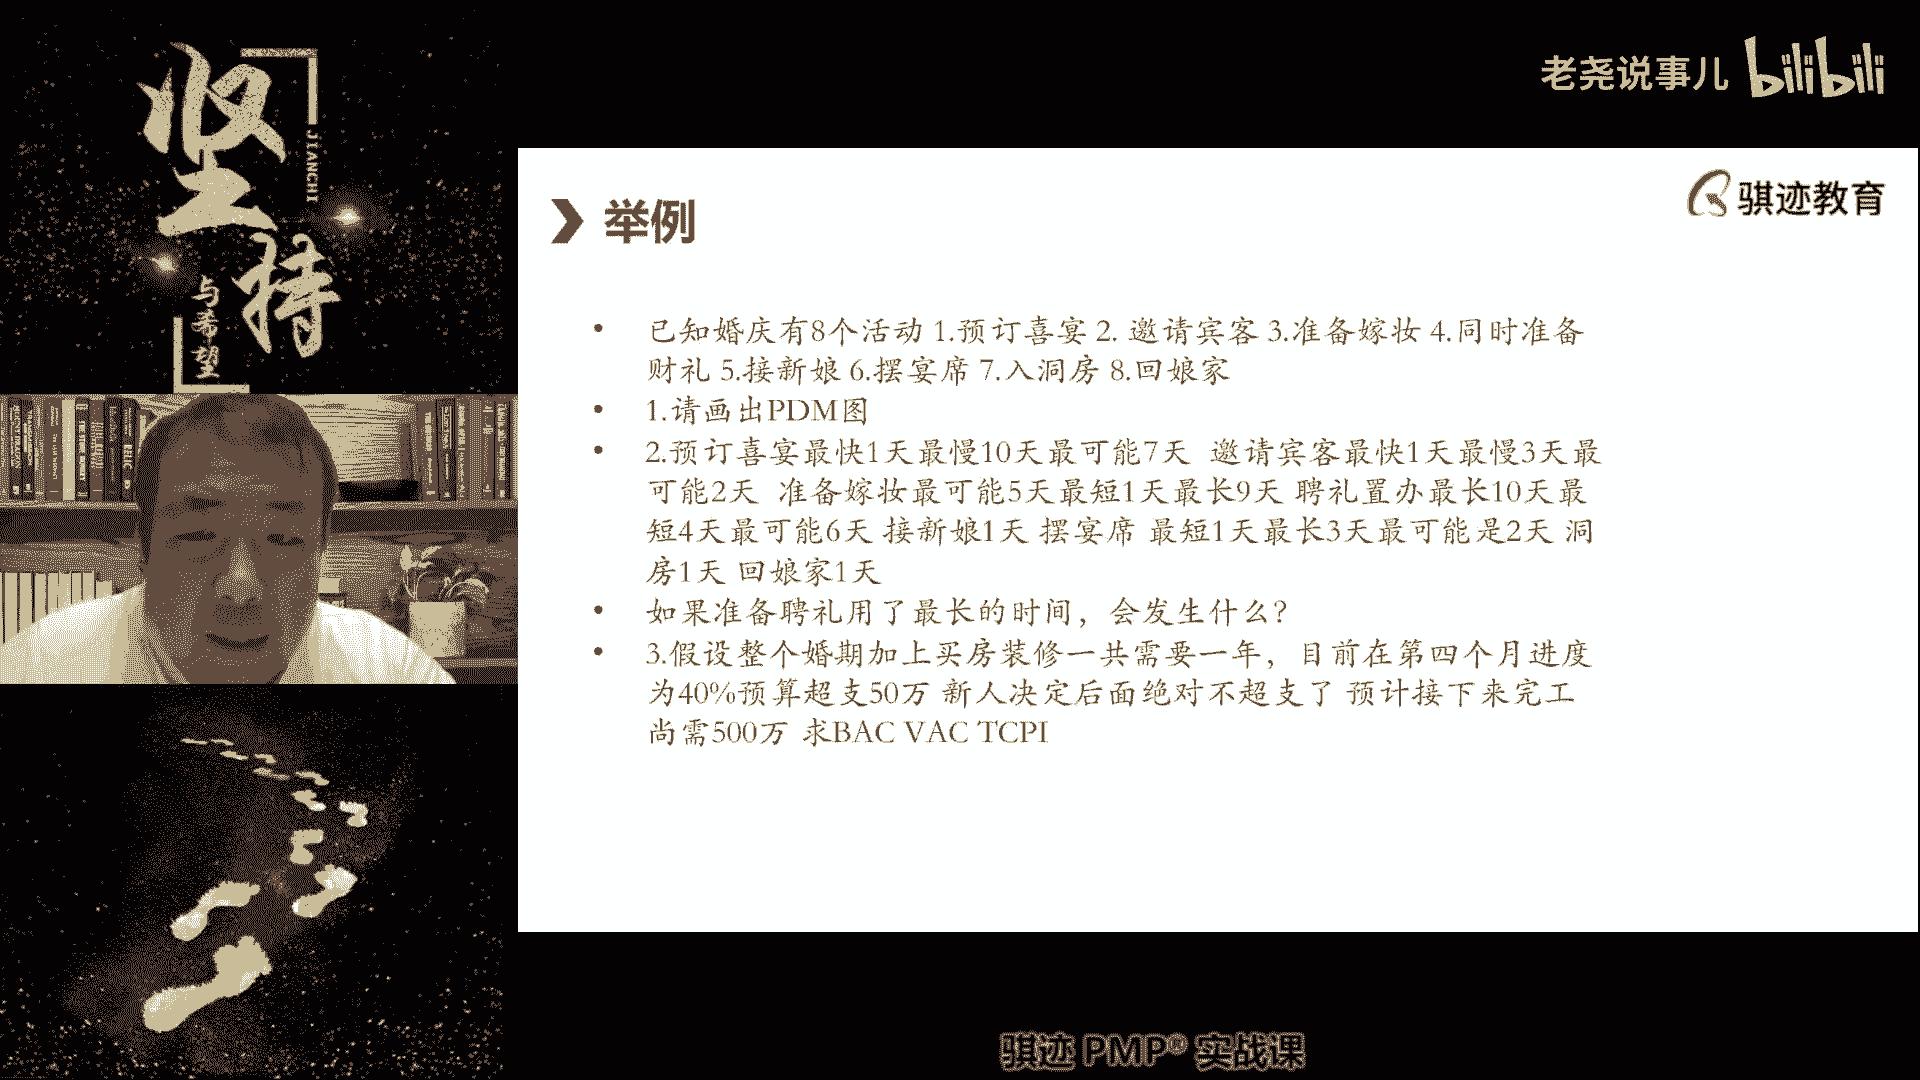 坚持
JIANCHI
与希望
老尧说事儿 bilibili
骐迹教育
举例
• 已知婚庆有8个活动 1.预订喜宴 2. 邀请宾客 3.准备嫁妆 4.同时准备
财礼 5.接新娘 6.摆宴席 7.入洞房 8.回娘家
• 1.请画出PDM图
• 2.预订喜宴最快1天最慢10天最可能7天 邀请宾客最快1天最慢3天最
可能2天 准备嫁妆最可能5天最短1天最长9天 聘礼置办最长10天最
短4天最可能6天 接新娘1天 摆宴席 最短1天最长3天最可能是2天 洞
房1天 回娘家1天
• 如果准备聘礼用了最长的时间，会发生什么？
• 3.假设整个婚期加上买房装修一共需要一年，目前在第四个月进度
为40%预算超支50万 新人决定后面绝对不超支了 预计接下来完工
尚需500万 求BAC VAC TCPI
骐迹 PMP® 实战课